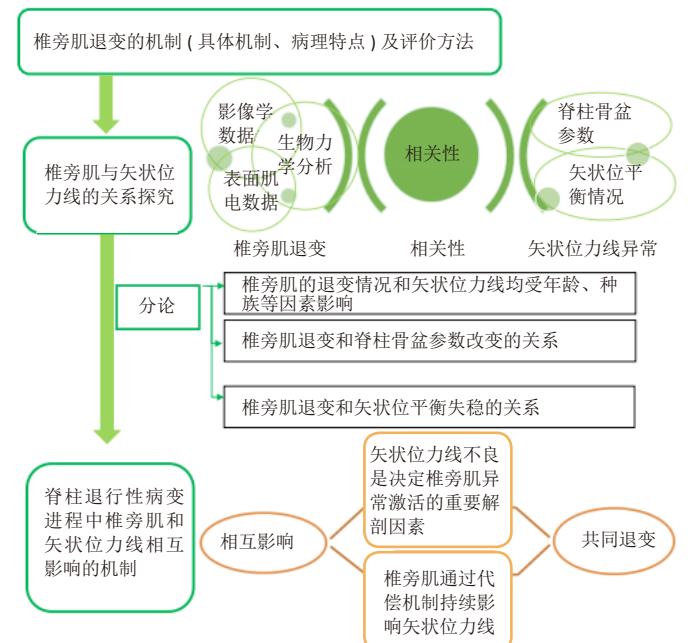 椎旁肌退变的机制 ( 具体机制、病理特点 ) 及评价方法
椎旁肌与矢状位
力线的关系探究
影像学
数据
生物力
学分析
表面肌
电数据
相关性
脊柱骨盆
参数
矢状位平
衡情况
椎旁肌退变
相关性
矢状位力线异常
分论
椎旁肌的退变情况和矢状位力线均受年龄、种
族等因素影响
椎旁肌退变和脊柱骨盆参数改变的关系
椎旁肌退变和矢状位平衡失稳的关系
脊柱退行性病变
进程中椎旁肌和
矢状位力线相互
影响的机制
相互影响
矢状位力线不良
是决定椎旁肌异
常激活的重要解
剖因素
椎旁肌通过代
偿机制持续影
响矢状位力线
共同退变